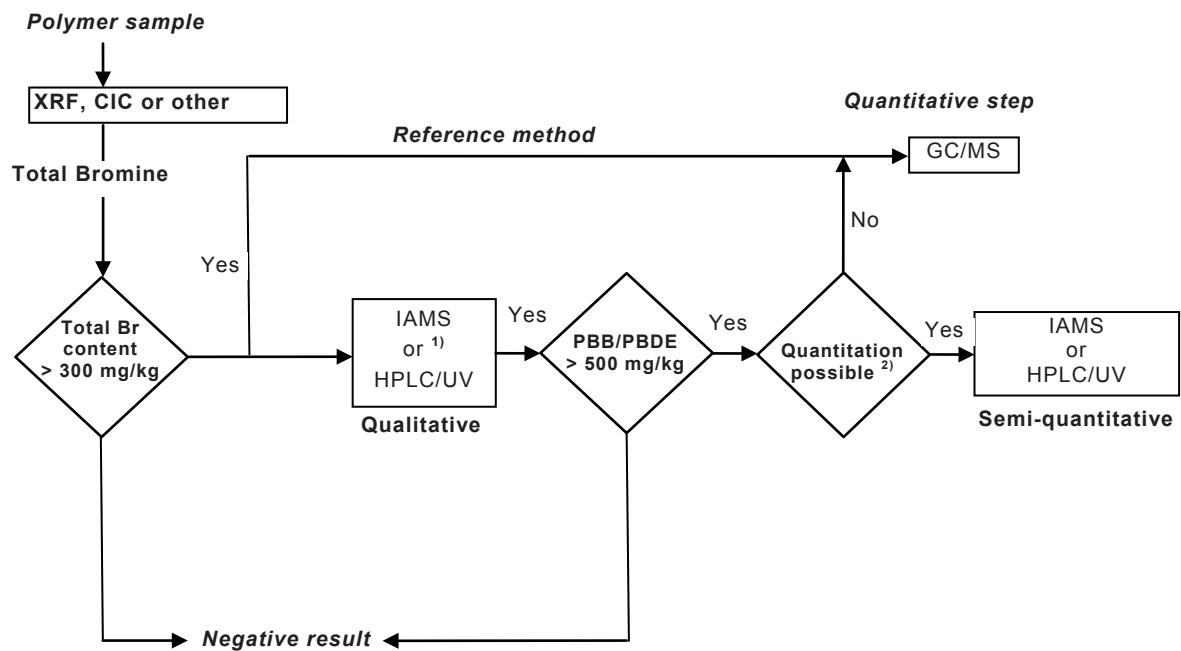 Polymer sample
XRF, CIC or other
Quantitative step
Reference method
GC/MS
Total Bromine
No
Yes
Total Br
content
> 300 mg/kg
IAMS
or 1)
HPLC/UV
Qualitative
Yes
PBB/PBDE
> 500 mg/kg
Yes
Quantitation
possible 2)
Yes
IAMS
or
HPLC/UV
Semi-quantitative
Negative result